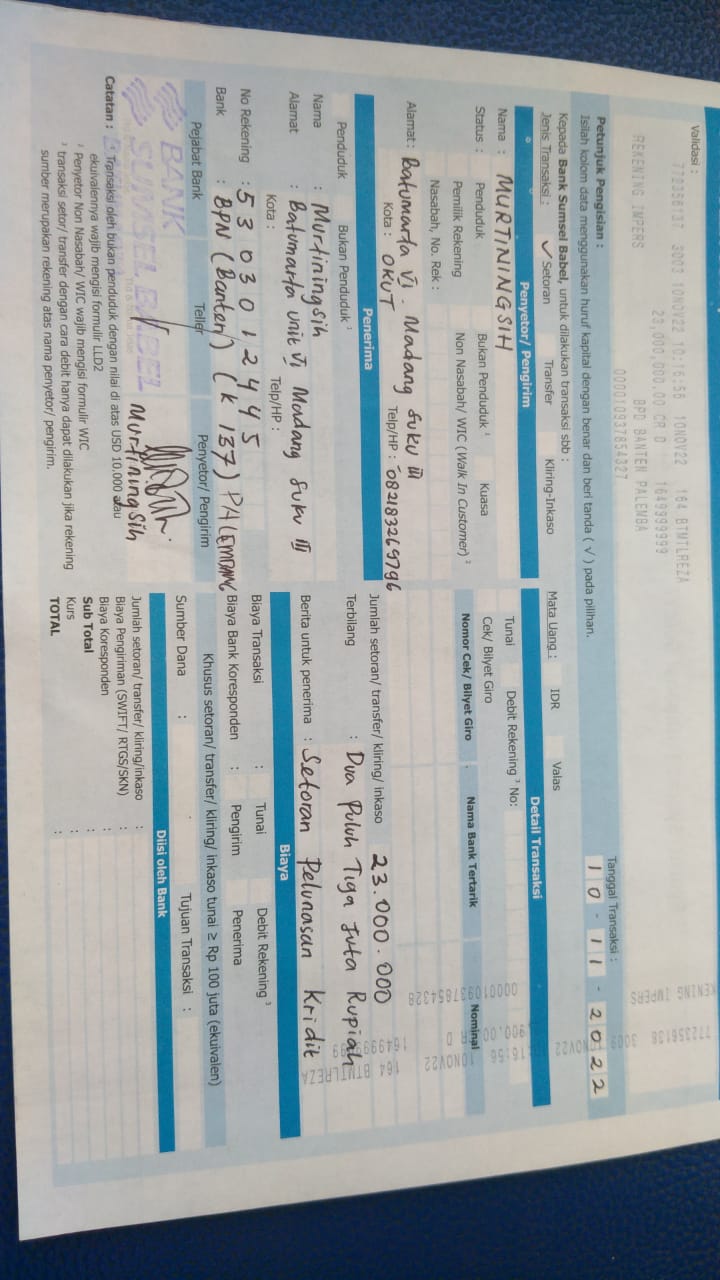 Validasi :
772356137 3003 10NOV22 10:16:56 10NOV22 164 BTMTLREZA
23,000,000.00 CR D 1649999999
REKENING IMPERS BPD BANTEN PALEMBA
0000109378 54327
Petunjuk Pengisian :
Isilah kolom data menggunakan huruf kapital dengan benar dan beri tanda ( √ ) pada pilihan.
Tanggal Transaksi :
10-11-2022
Kepada Bank Sumsel Babel, untuk dilakukan transaksi sbb :
Jenis Transaksi : ✓ Setoran Transfer Kliring-Inkaso
Mata Uang : IDR Valas
Penyetor/ Pengirim
Nama : MURTININGSIH
Status : Penduduk Bukan Penduduk ¹ Kuasa
Pemilik Rekening Non Nasabah/ WIC (Walk In Customer) ²
Nasabah, No. Rek :
Alamat : Batumarta VI . Madang Suku III
Kota : OKUT Telp/HP : 082183269796
Penerima
Penduduk Bukan Penduduk ¹
Nama : Murtiningsih
Alamat : Batumarta Unit VI Madang Suku III
Kota : Telp/HP :
No Rekening : 5303012445
Bank : BPN (Banten) (K 137) PALEMBANG
Pejabat Bank Teller Penyetor/ Pengirim
BANK
SUMSEL BABEL
Murtiningsih
Catatan : ¹ Transaksi oleh bukan penduduk dengan nilai di atas USD 10.000 atau
ekuivalennya wajib mengisi formulir LLD2
² Penyetor Non Nasabah/ WIC wajib mengisi formulir WIC
³ transaksi setor/ transfer dengan cara debit hanya dapat dilakukan jika rekening
sumber merupakan rekening atas nama penyetor/ pengirim.
Detail Transaksi
Tunai Debit Rekening ³ No:
Cek/ Bilyet Giro
Nomor Cek/ Bilyet Giro : Nama Bank Tertarik Nominal
Jumlah setoran/ transfer/ kliring/ inkaso 23.000.000
Terbilang : Dua Puluh Tiga Juta Rupiah
Berita untuk penerima : Setoran Pelunasan Kridit
Biaya
Biaya Transaksi : Tunai Debit Rekening ³
Biaya Bank Koresponden : Pengirim Penerima
Khusus setoran/ transfer/ kliring/ inkaso tunai ≥ Rp 100 juta (ekuivalen)
Sumber Dana : Tujuan Transaksi :
Diisi oleh Bank
Jumlah setoran/ transfer/ kliring/inkaso :
Biaya Pengiriman (SWIFT/ RTGS/SKN) :
Biaya Koresponden :
Sub Total :
Kurs :
TOTAL :